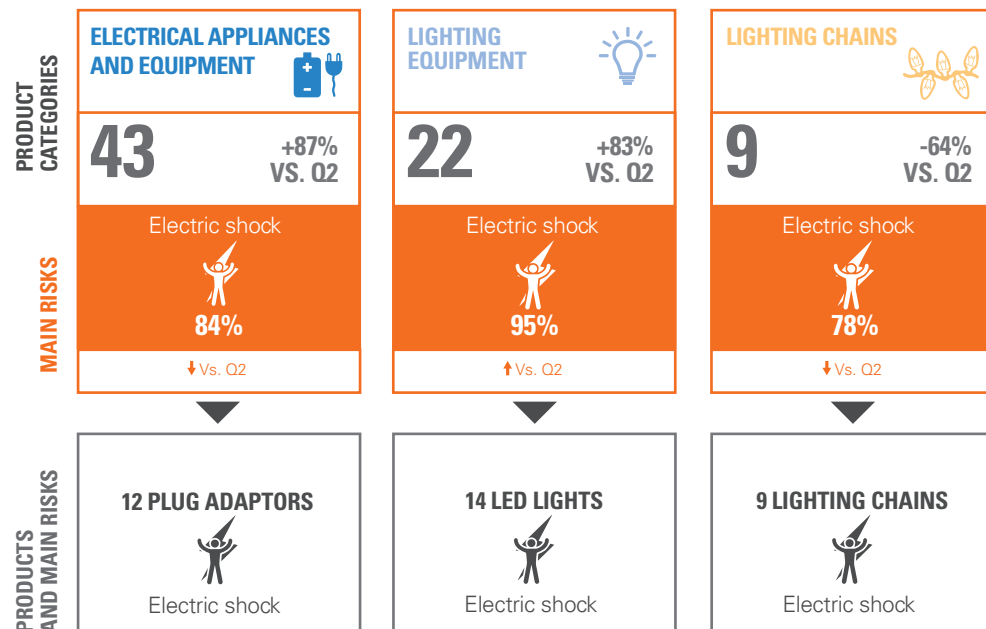 PRODUCT
CATEGORIES
ELECTRICAL APPLIANCES
AND EQUIPMENT
43
+87%
VS. Q2
LIGHTING
EQUIPMENT
22
+83%
VS. Q2
LIGHTING CHAINS
9
-64%
VS. Q2
MAIN RISKS
Electric shock
84%
Vs. Q2
Electric shock
95%
Vs. Q2
Electric shock
78%
Vs. Q2
PRODUCTS
AND MAIN RISKS
12 PLUG ADAPTORS
Electric shock
14 LED LIGHTS
Electric shock
9 LIGHTING CHAINS
Electric shock